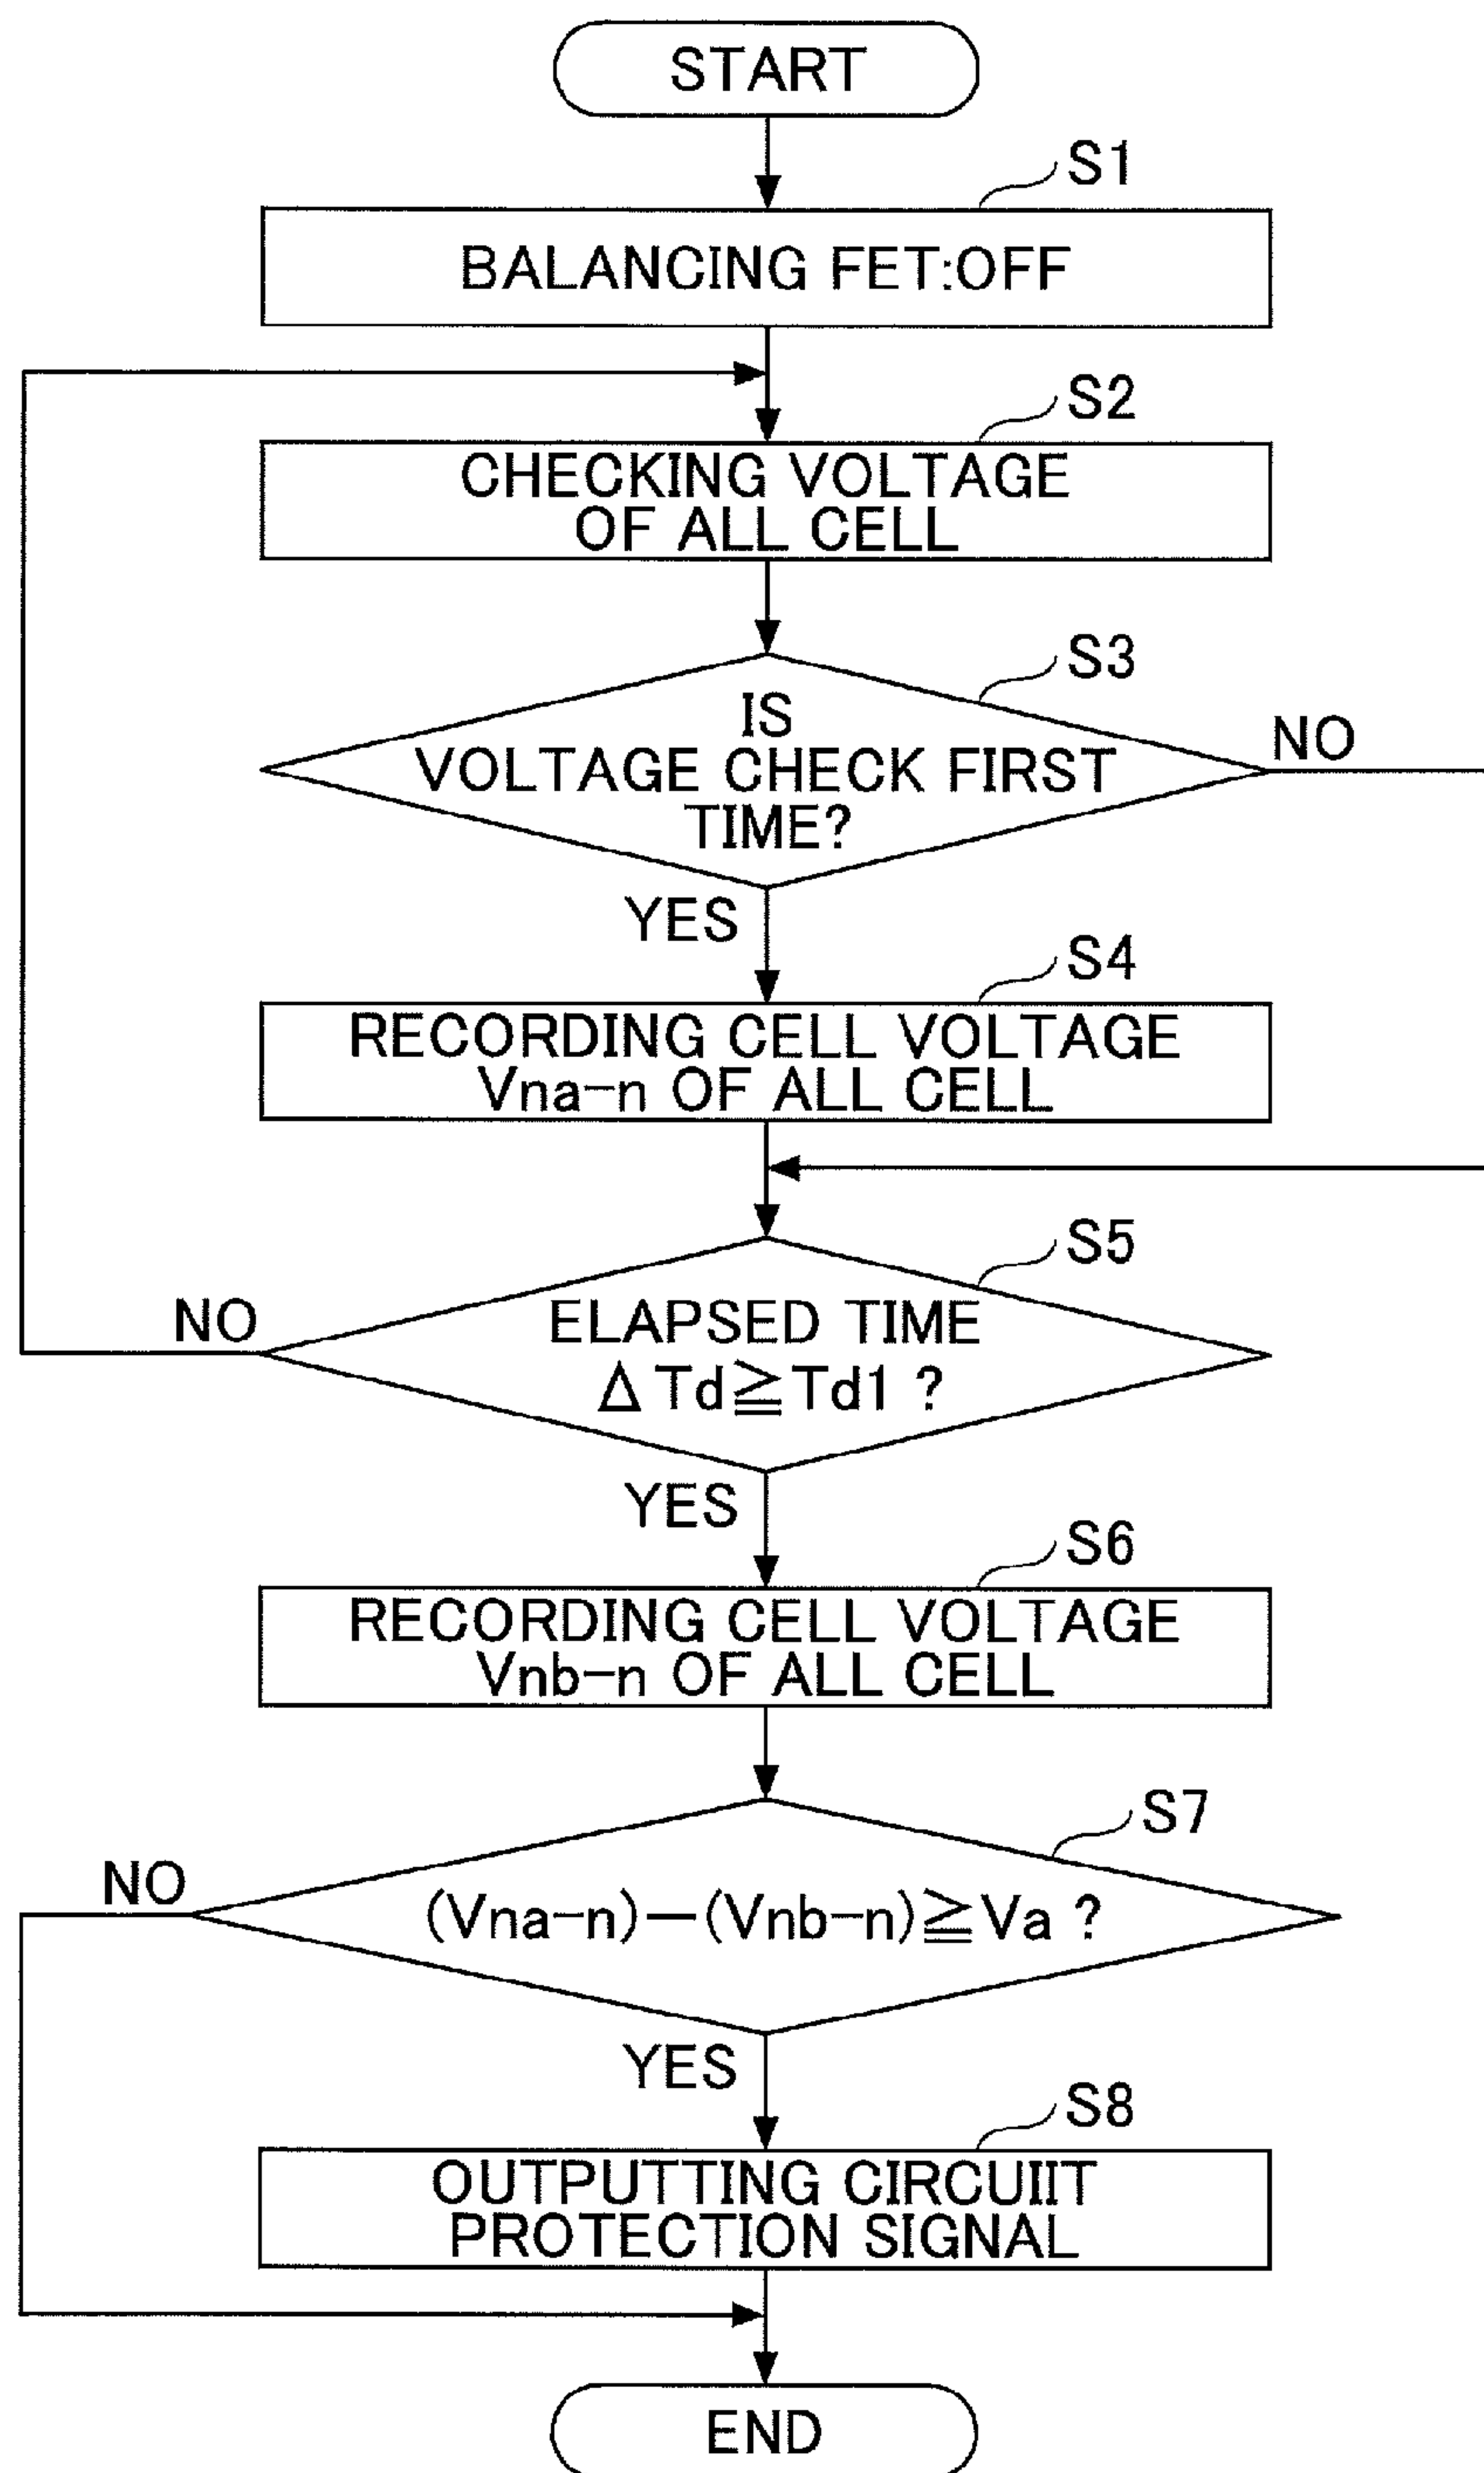 START
S1
BALANCING FET:OFF
S2
CHECKING VOLTAGE
OF ALL CELL
S3
IS
VOLTAGE CHECK FIRST
TIME?
NO
YES
S4
RECORDING CELL VOLTAGE
Vna-n OF ALL CELL
S5
NO
ELAPSED TIME
Δ Td≧Td1 ?
YES
S6
RECORDING CELL VOLTAGE
Vnb-n OF ALL CELL
S7
NO
(Vna-n)—(Vnb-n)≧Va ?
YES
S8
OUTPUTTING CIRCUIIT
PROTECTION SIGNAL
END